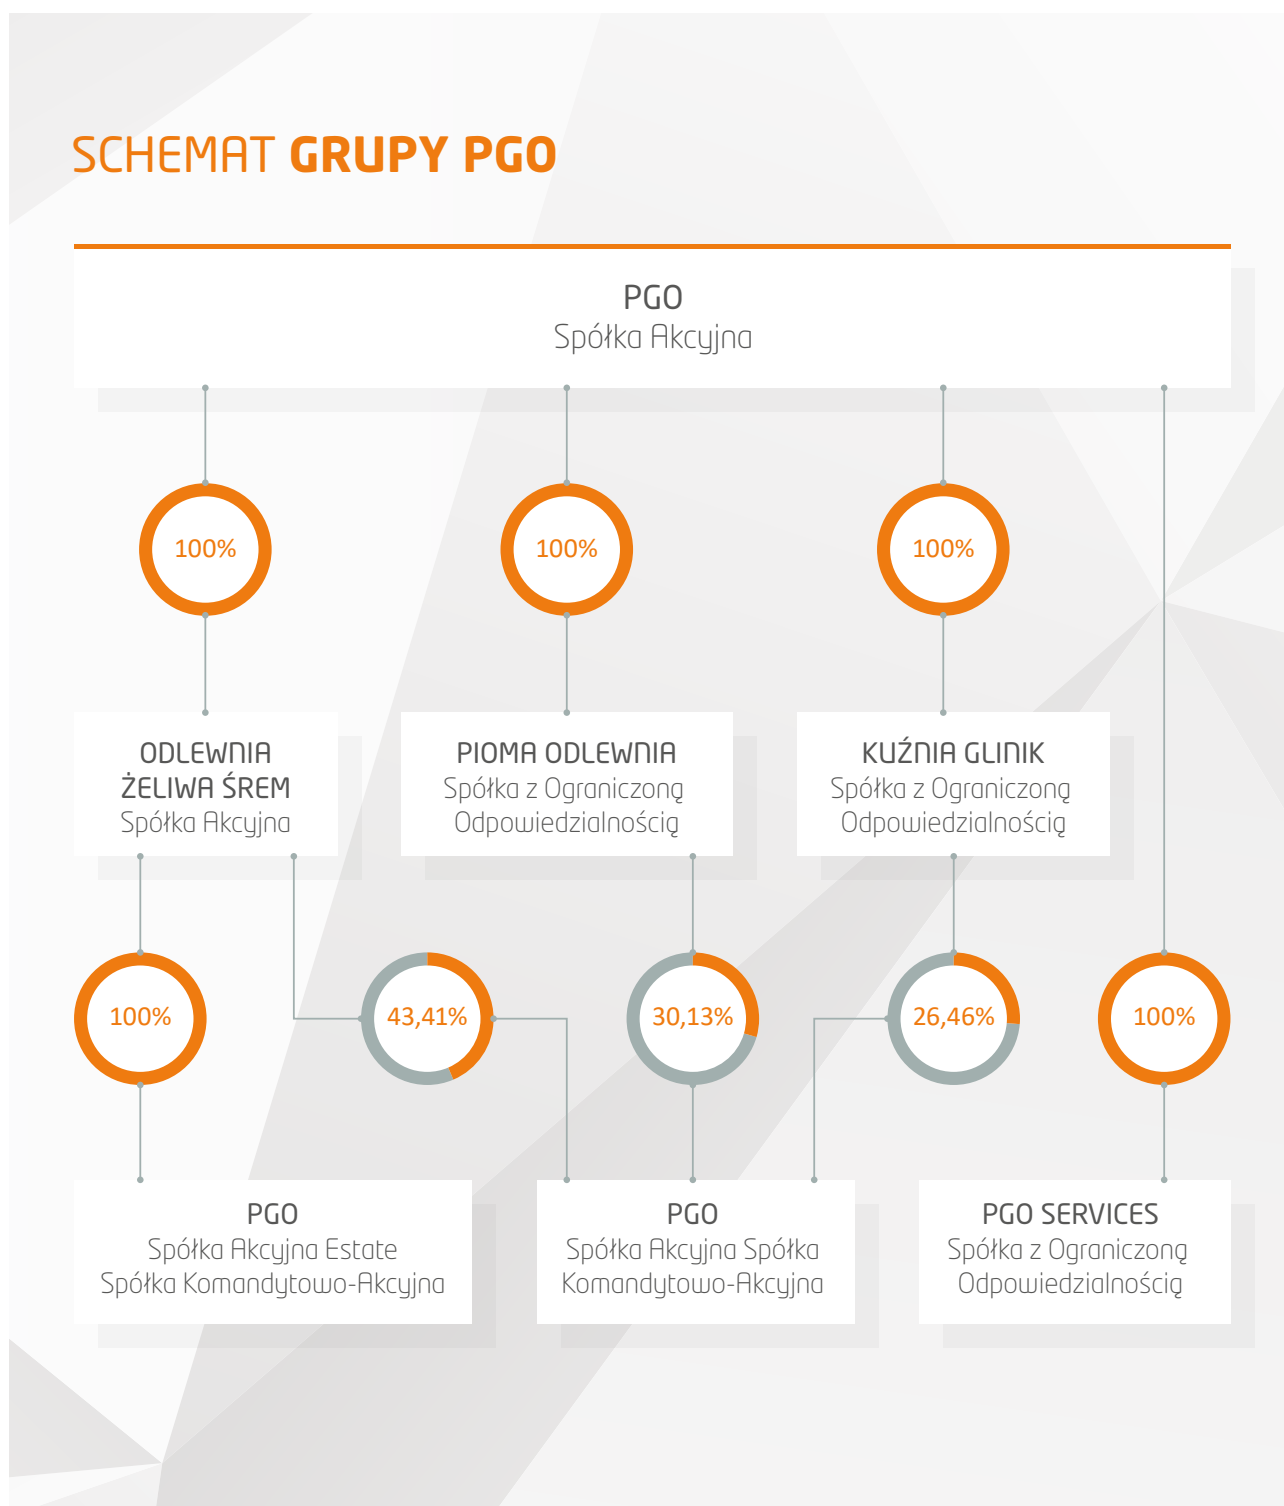 SCHEMAT GRUPY PGO
PGO
Spółka Akcyjna
100%
100%
100%
ODLEWNIA
ŻELIWA ŚREM
Spółka Akcyjna
PIOMA ODLEWNIA
Spółka z Ograniczoną
Odpowiedzialnością
KUŹNIA GLINIK
Spółka z Ograniczoną
Odpowiedzialnością
100%
43,41%
30,13%
26,46%
100%
PGO
Spółka Akcyjna Estate
Spółka Komandytowo-Akcyjna
PGO
Spółka Akcyjna Spółka
Komandytowo-Akcyjna
PGO SERVICES
Spółka z Ograniczoną
Odpowiedzialnością